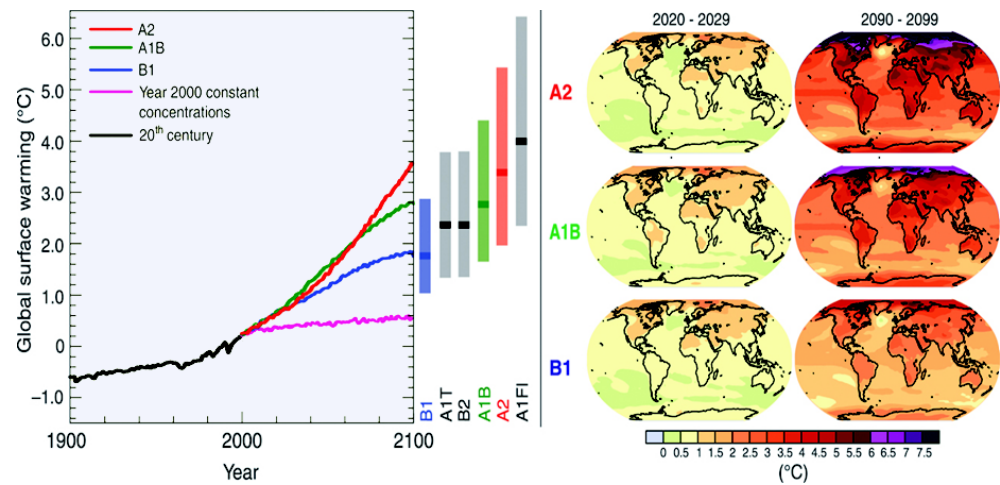 Global surface warming (°C)
6.0
5.0
4.0
3.0
2.0
1.0
0
−1.0
A2
A1B
B1
Year 2000 constant
concentrations
20th century
1900
2000
2100
Year
B1
A1T
B2
A1B
A2
A1FI
2020 - 2029
2090 - 2099
A2
A1B
B1
0 0.5 1 1.5 2 2.5 3 3.5 4 4.5 5 5.5 6 6.5 7 7.5
(°C)